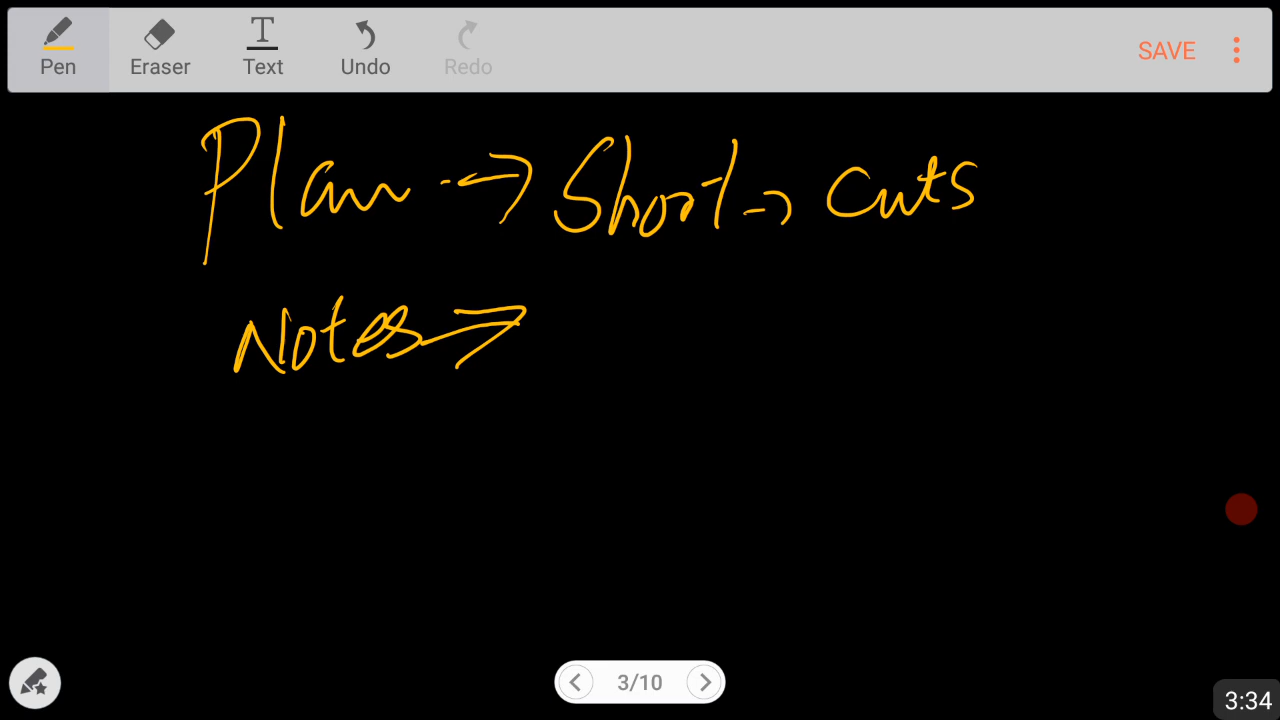 Pen Eraser Text Undo Redo SAVE
Plan → Short → Cuts
Notes →
3/10
3:34